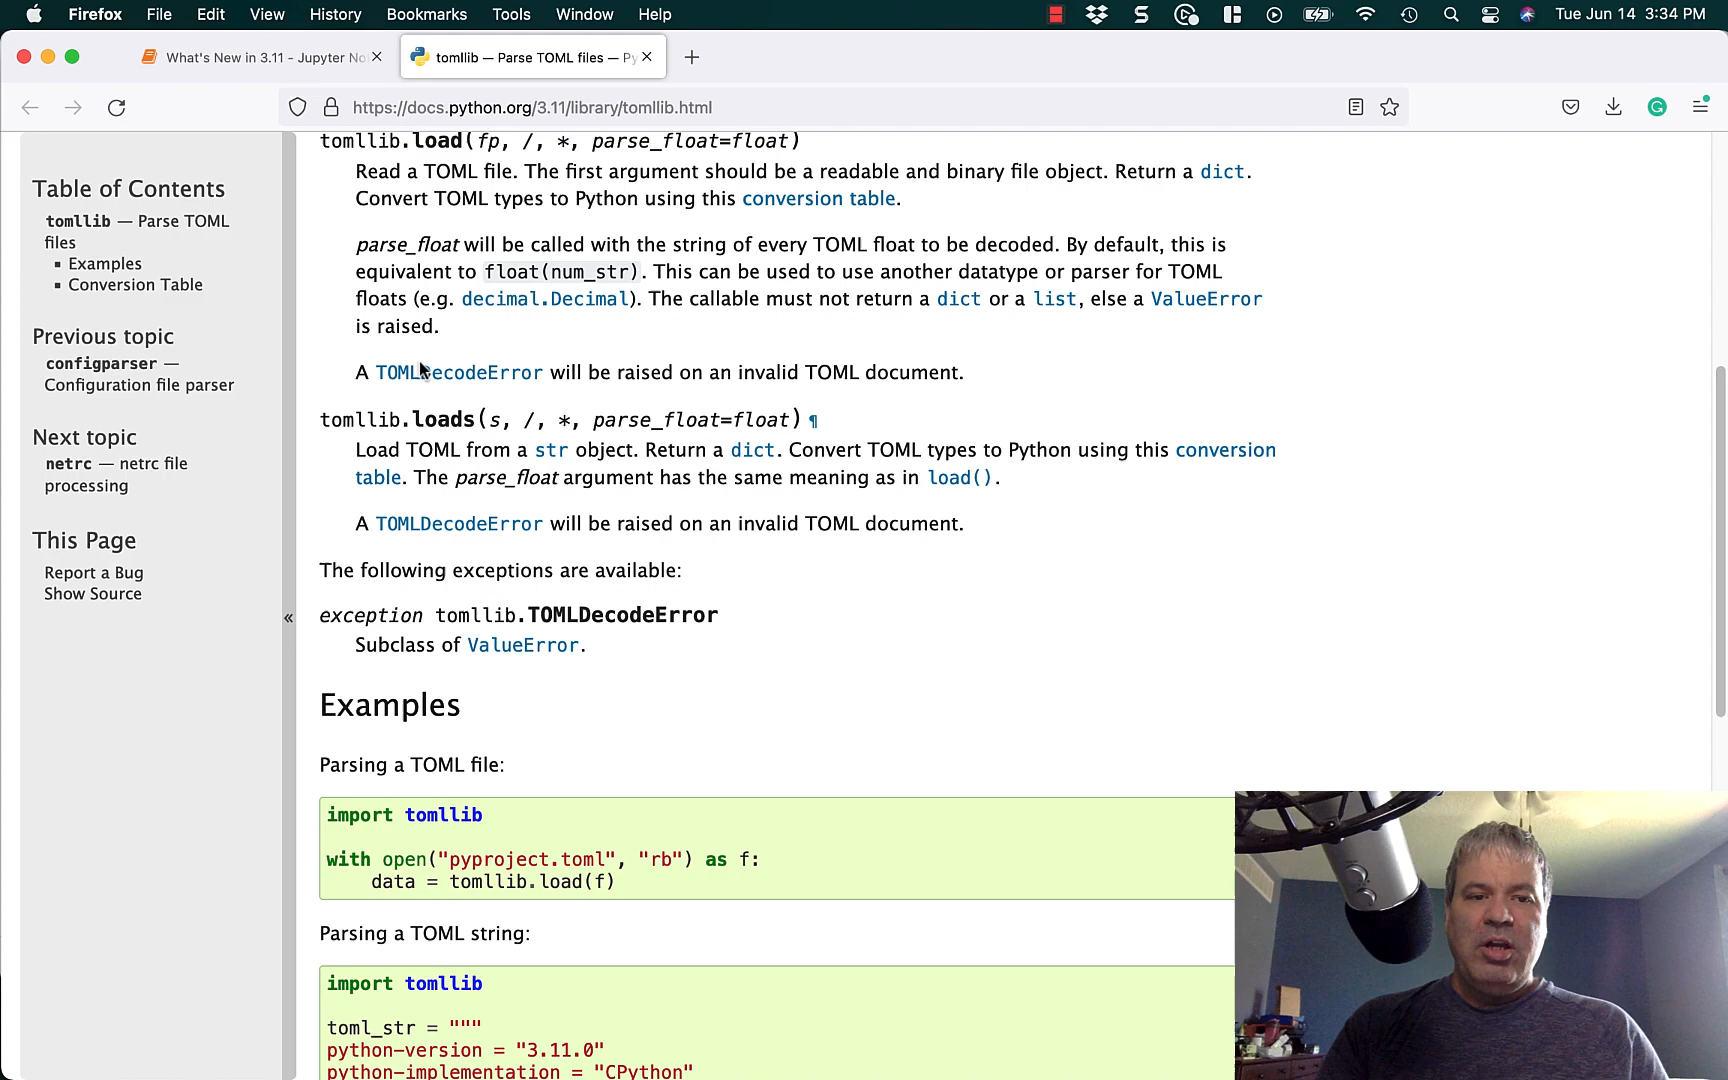 Firefox File Edit View History Bookmarks Tools Window Help Tue Jun 14 3:34 PM
What's New in 3.11 - Jupyter No
tomllib — Parse TOML files — Py
https://docs.python.org/3.11/library/tomllib.html
Table of Contents
tomllib — Parse TOML
files
Examples
Conversion Table
Previous topic
configparser —
Configuration file parser
Next topic
netrc — netrc file
processing
This Page
Report a Bug
Show Source
«
tomllib.load(fp, /, *, parse_float=float)
Read a TOML file. The first argument should be a readable and binary file object. Return a dict.
Convert TOML types to Python using this conversion table.
parse_float will be called with the string of every TOML float to be decoded. By default, this is
equivalent to float(num_str). This can be used to use another datatype or parser for TOML
floats (e.g. decimal.Decimal). The callable must not return a dict or a list, else a ValueError
is raised.
A TOMLDecodeError will be raised on an invalid TOML document.
tomllib.loads(s, /, *, parse_float=float)¶
Load TOML from a str object. Return a dict. Convert TOML types to Python using this conversion
table. The parse_float argument has the same meaning as in load().
A TOMLDecodeError will be raised on an invalid TOML document.
The following exceptions are available:
exception tomllib.TOMLDecodeError
Subclass of ValueError.
Examples
Parsing a TOML file:
import tomllib
with open("pyproject.toml", "rb") as f:
data = tomllib.load(f)
Parsing a TOML string:
import tomllib
toml_str = """
python-version = "3.11.0"
python-implementation = "CPython"